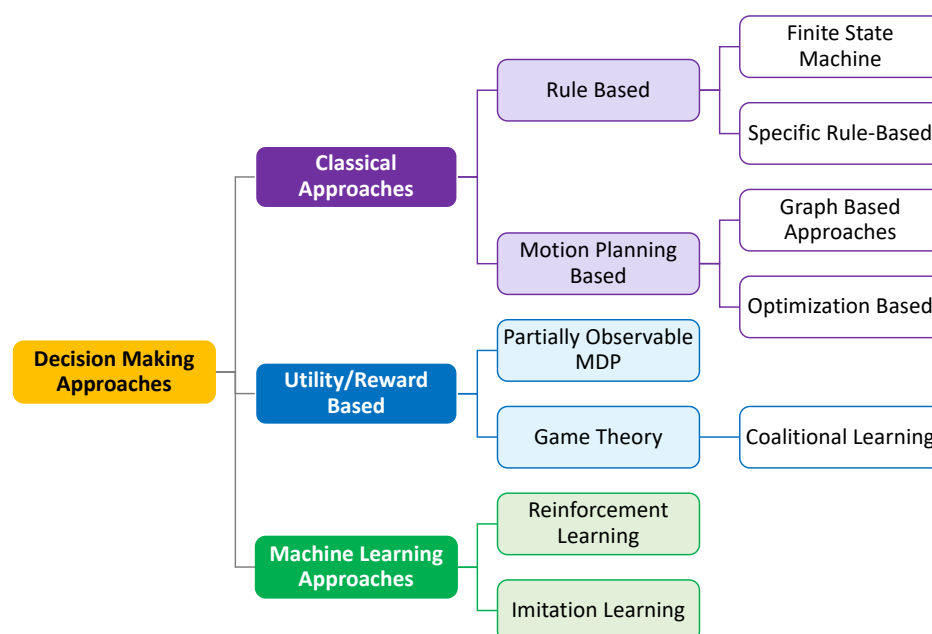 Finite State
Machine
Rule Based
Specific Rule-Based
Classical
Approaches
Graph Based
Approaches
Motion Planning
Based
Optimization Based
Decision Making
Approaches
Partially Observable
MDP
Utility/Reward
Based
Game Theory
Coalitional Learning
Reinforcement
Learning
Machine Learning
Approaches
Imitation Learning